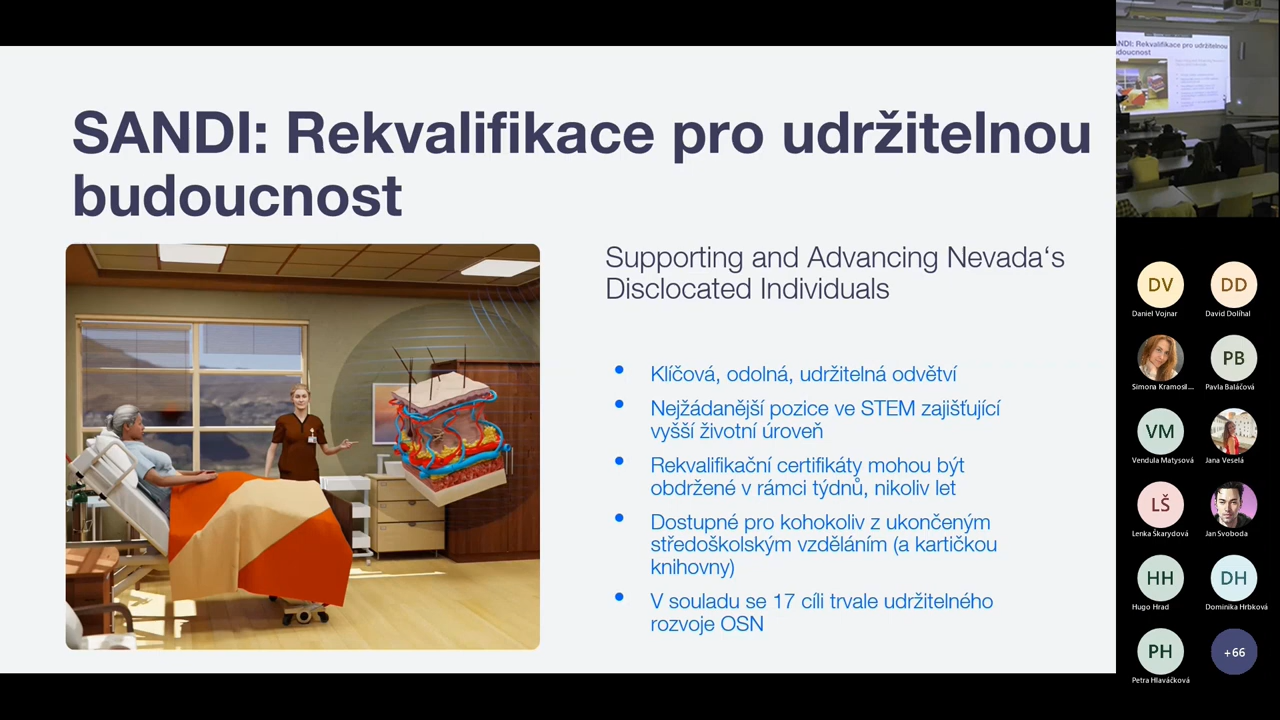 SANDI: Rekvalifikace pro udržitelnou
budoucnost
Supporting and Advancing Nevada‘s
Disclocated Individuals
• Klíčová, odolná, udržitelná odvětví
• Nejžádanější pozice ve STEM zajišťující
vyšší životní úroveň
• Rekvalifikační certifikáty mohou být
obdržené v rámci týdnů, nikoliv let
• Dostupné pro kohokoliv z ukončeným
středoškolským vzděláním (a kartičkou
knihovny)
• V souladu se 17 cíli trvale udržitelného
rozvoje OSN
NDI: Rekvalifikace pro udržitelnou
doucnost
DV
Daniel Vojnar
DD
David Dolíhal
Simona Kramosil...
PB
Pavla Baláčová
VM
Vendula Matysová
Jana Veselá
LŠ
Lenka Škarydová
Jan Svoboda
HH
Hugo Hrad
DH
Dominika Hrbková
PH
Petra Hlaváčková
+66